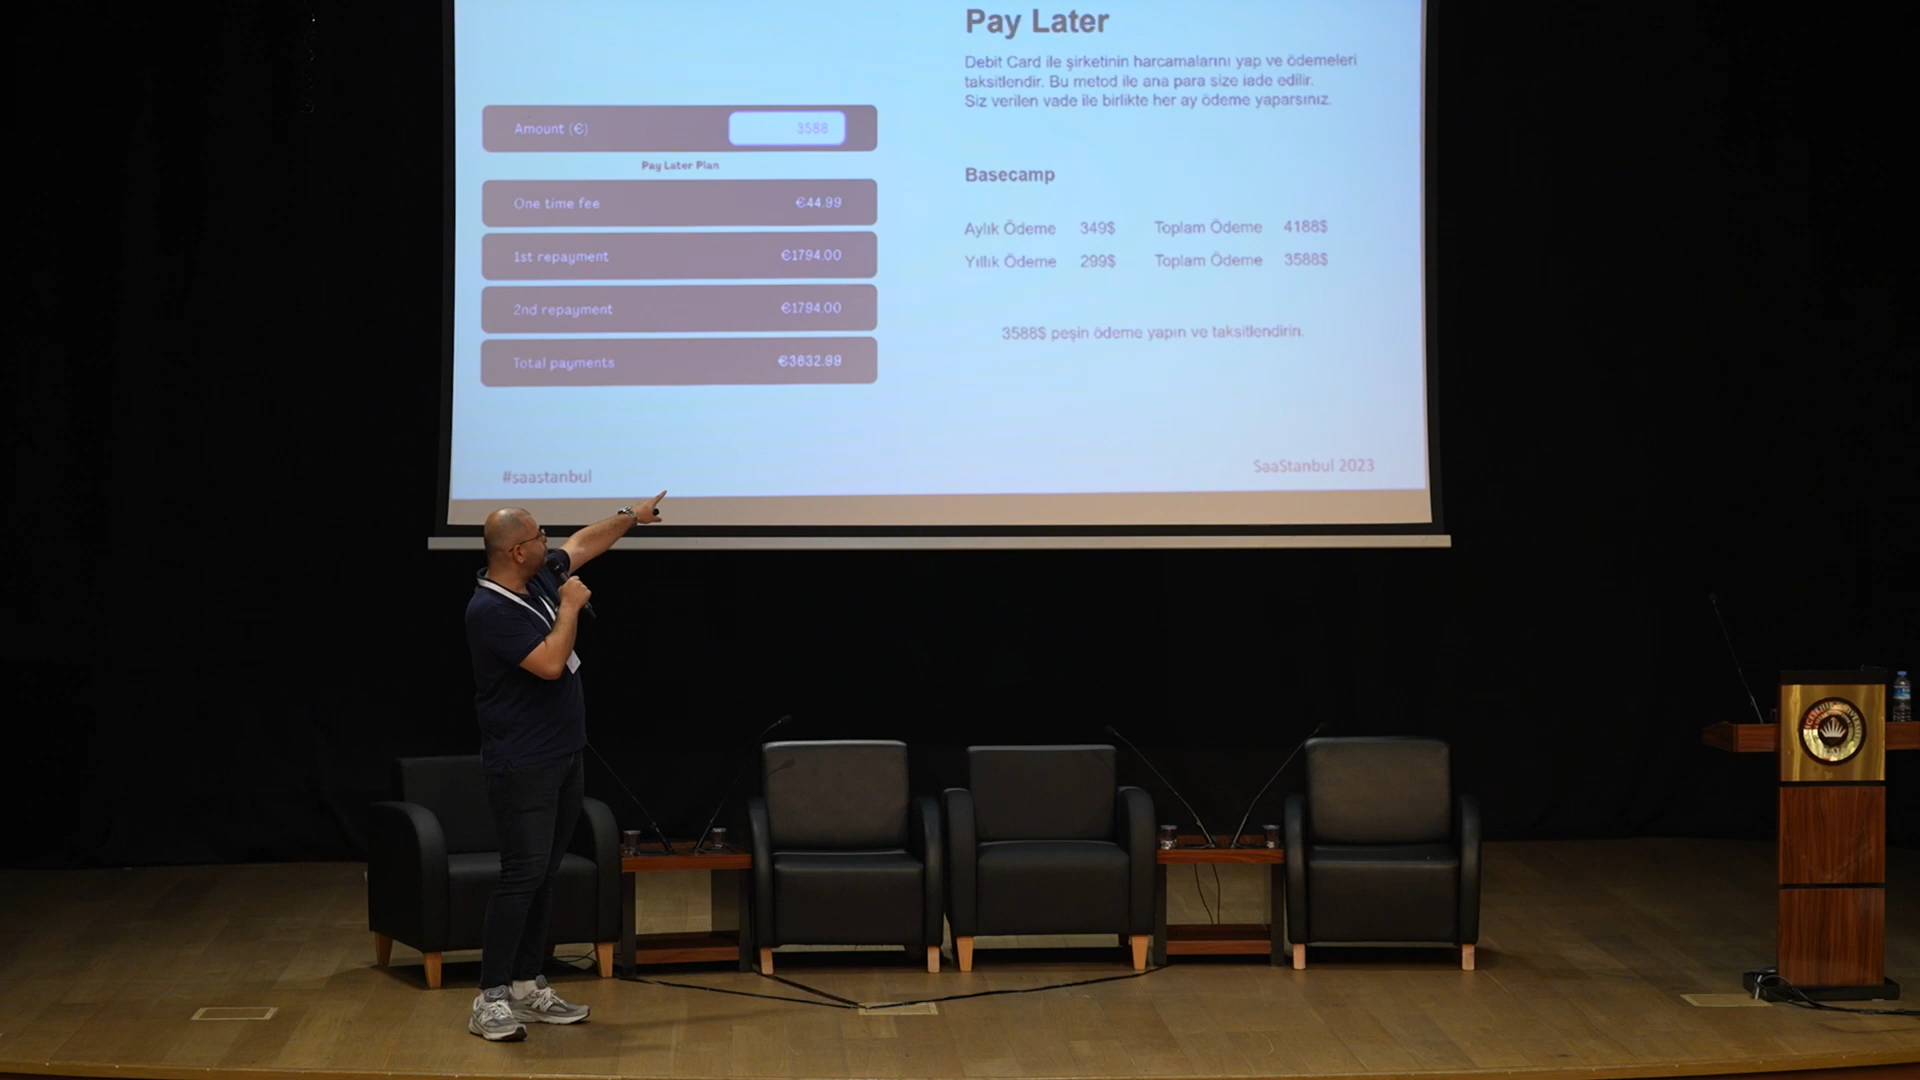 Pay Later
Debit Card ile şirketinin harcamalarını yap ve ödemeleri
taksitlendir. Bu metod ile ana para size iade edilir.
Siz verilen vade ile birlikte her ay ödeme yaparsınız.
Amount (€) 3588
Pay Later Plan
One time fee €44.99
1st repayment €1794.00
2nd repayment €1794.00
Total payments €3632.99
Basecamp
Aylık Ödeme 349$ Toplam Ödeme 4188$
Yıllık Ödeme 299$ Toplam Ödeme 3588$
3588$ peşin ödeme yapın ve taksitlendirin.
#saastanbul
SaaStanbul 2023